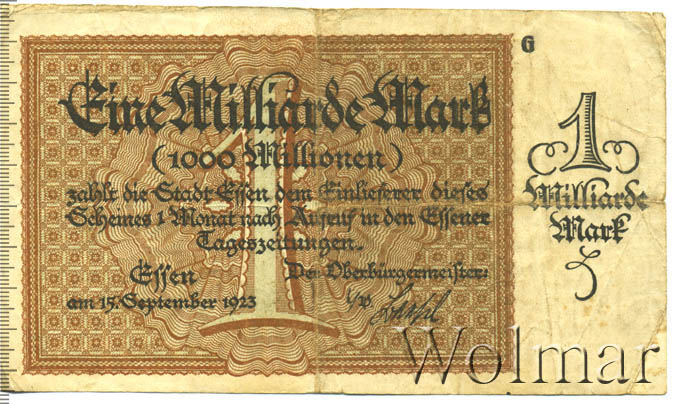 Eine Milliarde Mark
(1000 Millionen)
zahlt die Stadt Essen dem Einlieferer dieses
Scheines 1 Monat nach Aufruf in den Essener
Tageszeitungen.
Essen
am 15. September 1923
Der Oberbürgermeister:
i/v.
1
G
1
Milliarde
Mark
Wolmar